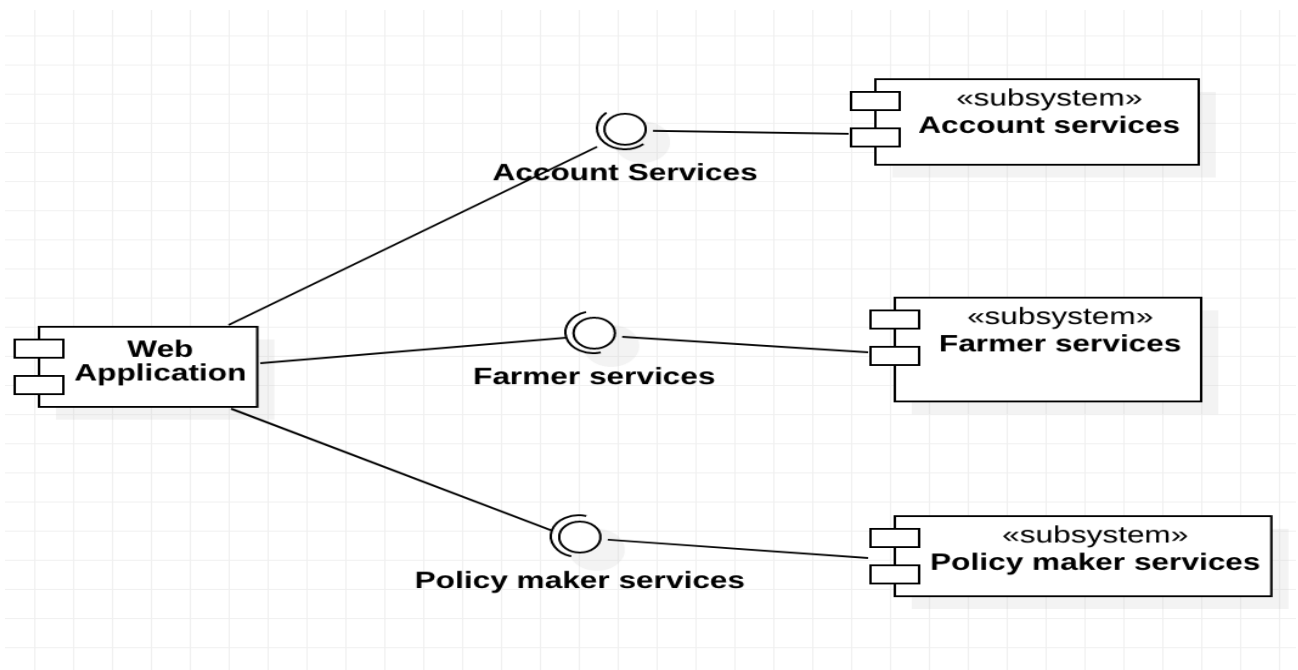 «subsystem»
Account services
Account Services
«subsystem»
Farmer services
Web
Application
Farmer services
«subsystem»
Policy maker services
Policy maker services